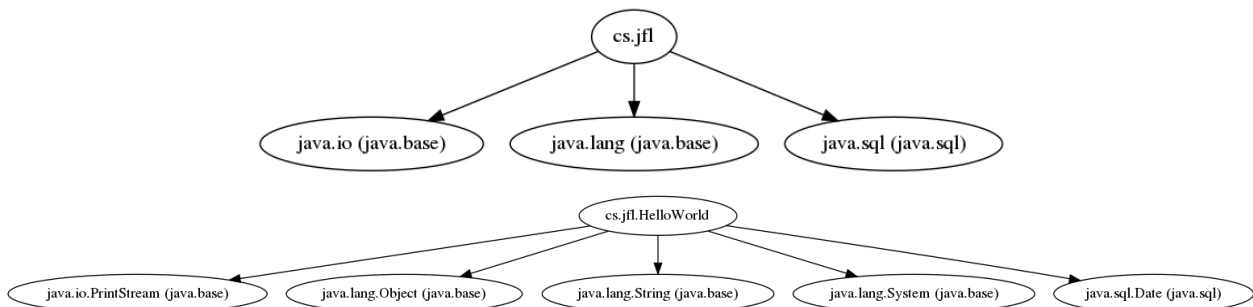 cs.jfl
java.io (java.base) java.lang (java.base) java.sql (java.sql)
cs.jfl.HelloWorld
java.io.PrintStream (java.base) java.lang.Object (java.base) java.lang.String (java.base) java.lang.System (java.base) java.sql.Date (java.sql)